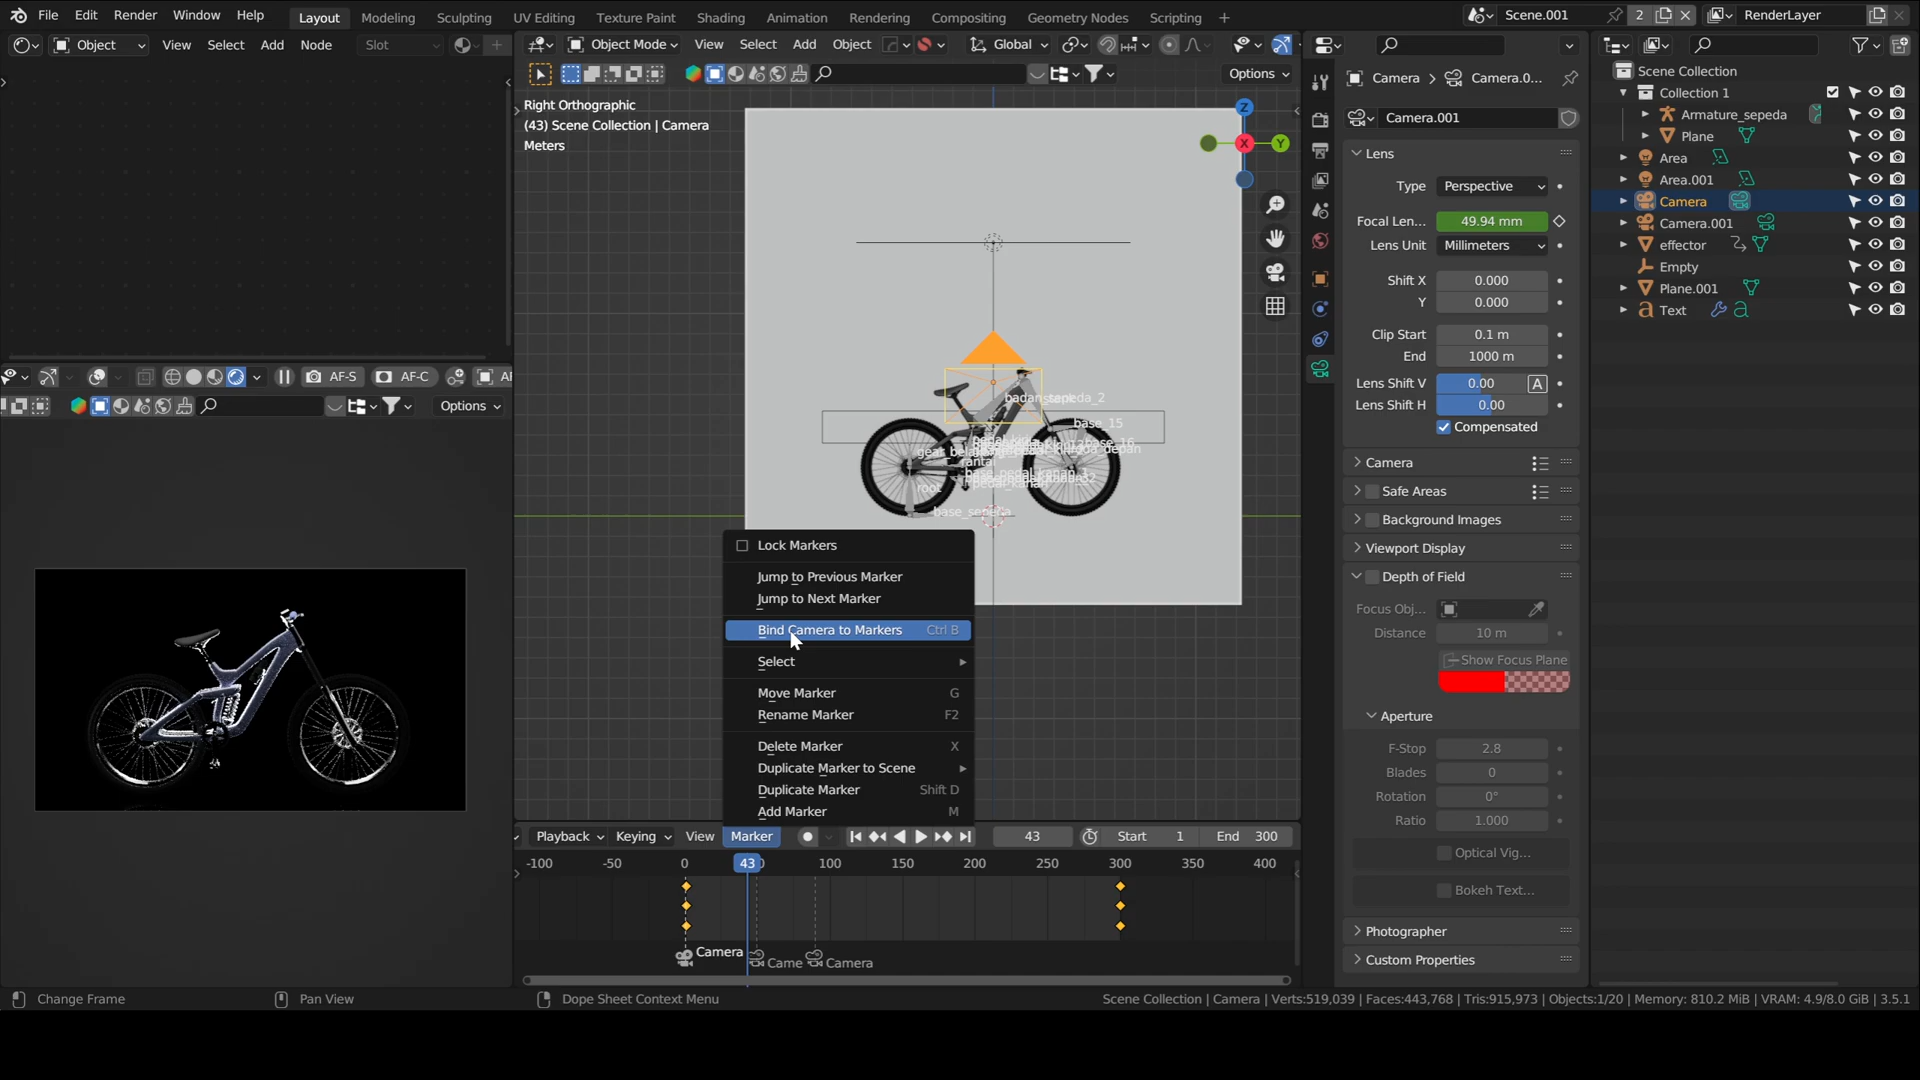 File Edit Render Window Help Layout Modeling Sculpting UV Editing Texture Paint Shading Animation Rendering Compositing Geometry Nodes Scripting + Scene.001 2 RenderLayer
Object View Select Add Node Slot
Object Mode View Select Add Object Global
Options
Right Orthographic
(43) Scene Collection | Camera
Meters
Z
X
Y
badan_sepeda_2
base_15
root
base_sepeda
AF-S AF-C
Options
Lock Markers
Jump to Previous Marker
Jump to Next Marker
Bind Camera to Markers Ctrl B
Select
Move Marker G
Rename Marker F2
Delete Marker X
Duplicate Marker to Scene
Duplicate Marker Shift D
Add Marker M
Playback Keying View Marker 43 Start 1 End 300
-100 -50 0 43 100 150 200 250 300 350 400
Camera Came Camera
Camera > Camera.0...
Camera.001
Lens
Type Perspective
Focal Len... 49.94 mm
Lens Unit Millimeters
Shift X 0.000
Y 0.000
Clip Start 0.1 m
End 1000 m
Lens Shift V 0.00 A
Lens Shift H 0.00
Compensated
Camera
Safe Areas
Background Images
Viewport Display
Depth of Field
Focus Obj...
Distance 10 m
Show Focus Plane
Aperture
F-Stop 2.8
Blades 0
Rotation 0°
Ratio 1.000
Optical Vig...
Bokeh Text...
Photographer
Custom Properties
Scene Collection
Collection 1
Armature_sepeda
Plane
Area
Area.001
Camera
Camera.001
effector
Empty
Plane.001
Text
Change Frame Pan View Dope Sheet Context Menu Scene Collection | Camera | Verts:519,039 | Faces:443,768 | Tris:915,973 | Objects:1/20 | Memory: 810.2 MiB | VRAM: 4.9/8.0 GiB | 3.5.1